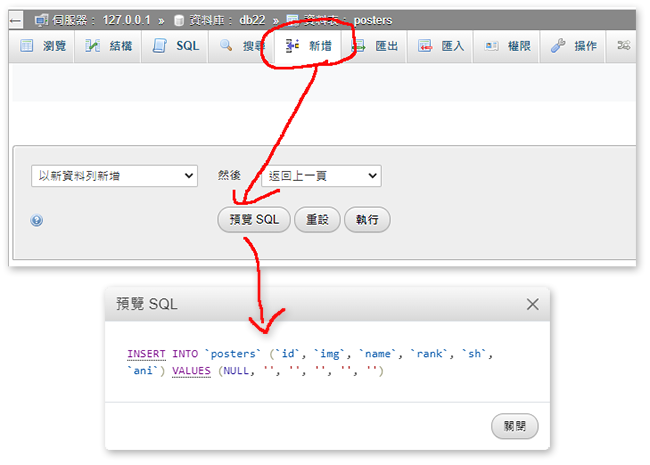 伺服器： 127.0.0.1 » 資料庫： db22 » 資料表： posters
瀏覽 結構 SQL 搜尋 新增 匯出 匯入 權限 操作
以新資料列新增 然後 返回上一頁
預覽 SQL 重設 執行
預覽 SQL
INSERT INTO `posters` (`id`, `img`, `name`, `rank`, `sh`,
`ani`) VALUES (NULL, '', '', '', '', '')
關閉